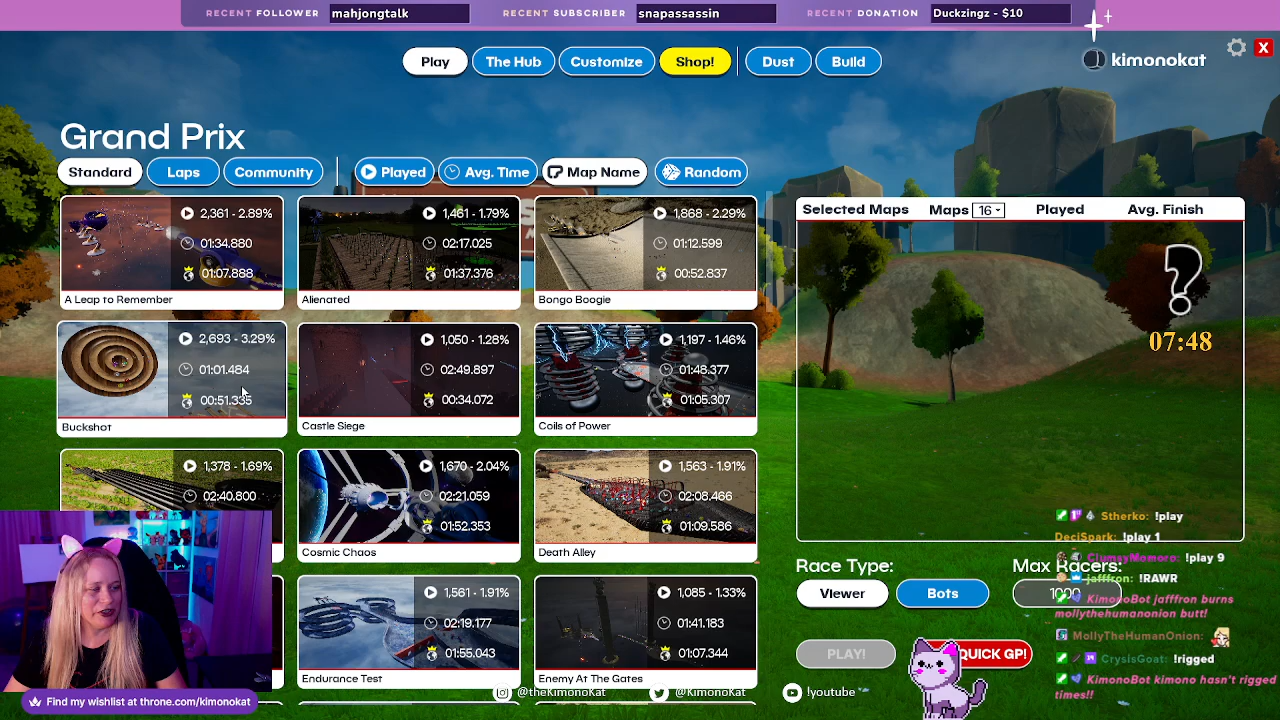 RECENT FOLLOWER mahjongtalk RECENT SUBSCRIBER snapassassin RECENT DONATION Duckzingz - $10
Play The Hub Customize Shop! Dust Build
kimonokat
X
Grand Prix
Standard Laps Community Played Avg. Time Map Name Random
2,361 - 2.89%
01:34.880
01:07.888
A Leap to Remember
1,461 - 1.79%
02:17.025
01:37.376
Alienated
1,868 - 2.29%
01:12.599
00:52.837
Bongo Boogie
2,693 - 3.29%
01:01.484
00:51.335
Buckshot
1,050 - 1.28%
02:49.897
00:34.072
Castle Siege
1,197 - 1.46%
01:48.377
01:05.307
Coils of Power
1,378 - 1.69%
02:40.800
1,670 - 2.04%
02:21.059
01:52.353
Cosmic Chaos
1,563 - 1.91%
02:08.466
01:09.586
Death Alley
1,561 - 1.91%
02:19.177
01:55.043
Endurance Test
1,085 - 1.33%
01:41.183
01:07.344
Enemy At The Gates
Selected Maps Maps 16 Played Avg. Finish
?
07:48
Race Type:
Viewer Bots
Max Racers:
1000
PLAY! QUICK GP!
Stherko: !play
DeciSpark: !play 1
ClumsyMomoro: !play 9
jafffron: !RAWR
KimonoBot jafffron burns
mollythehumanonion butt!
MollyTheHumanOnion:
CrysisGoat: !rigged
KimonoBot kimono hasn't rigged
times!!
Find my wishlist at throne.com/kimonokat
@theKimonoKat @KimonoKat !youtube